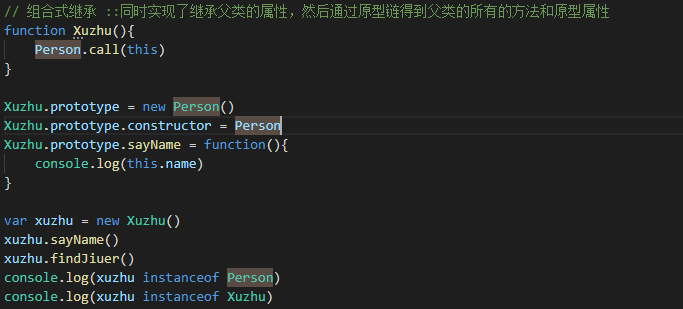 // 组合式继承 ::同时实现了继承父类的属性，然后通过原型链得到父类的所有的方法和原型属性
function Xuzhu(){
    Person.call(this)
}
Xuzhu.prototype = new Person()
Xuzhu.prototype.constructor = Person
Xuzhu.prototype.sayName = function(){
    console.log(this.name)
}
var xuzhu = new Xuzhu()
xuzhu.sayName()
xuzhu.findJiuer()
console.log(xuzhu instanceof Person)
console.log(xuzhu instanceof Xuzhu)